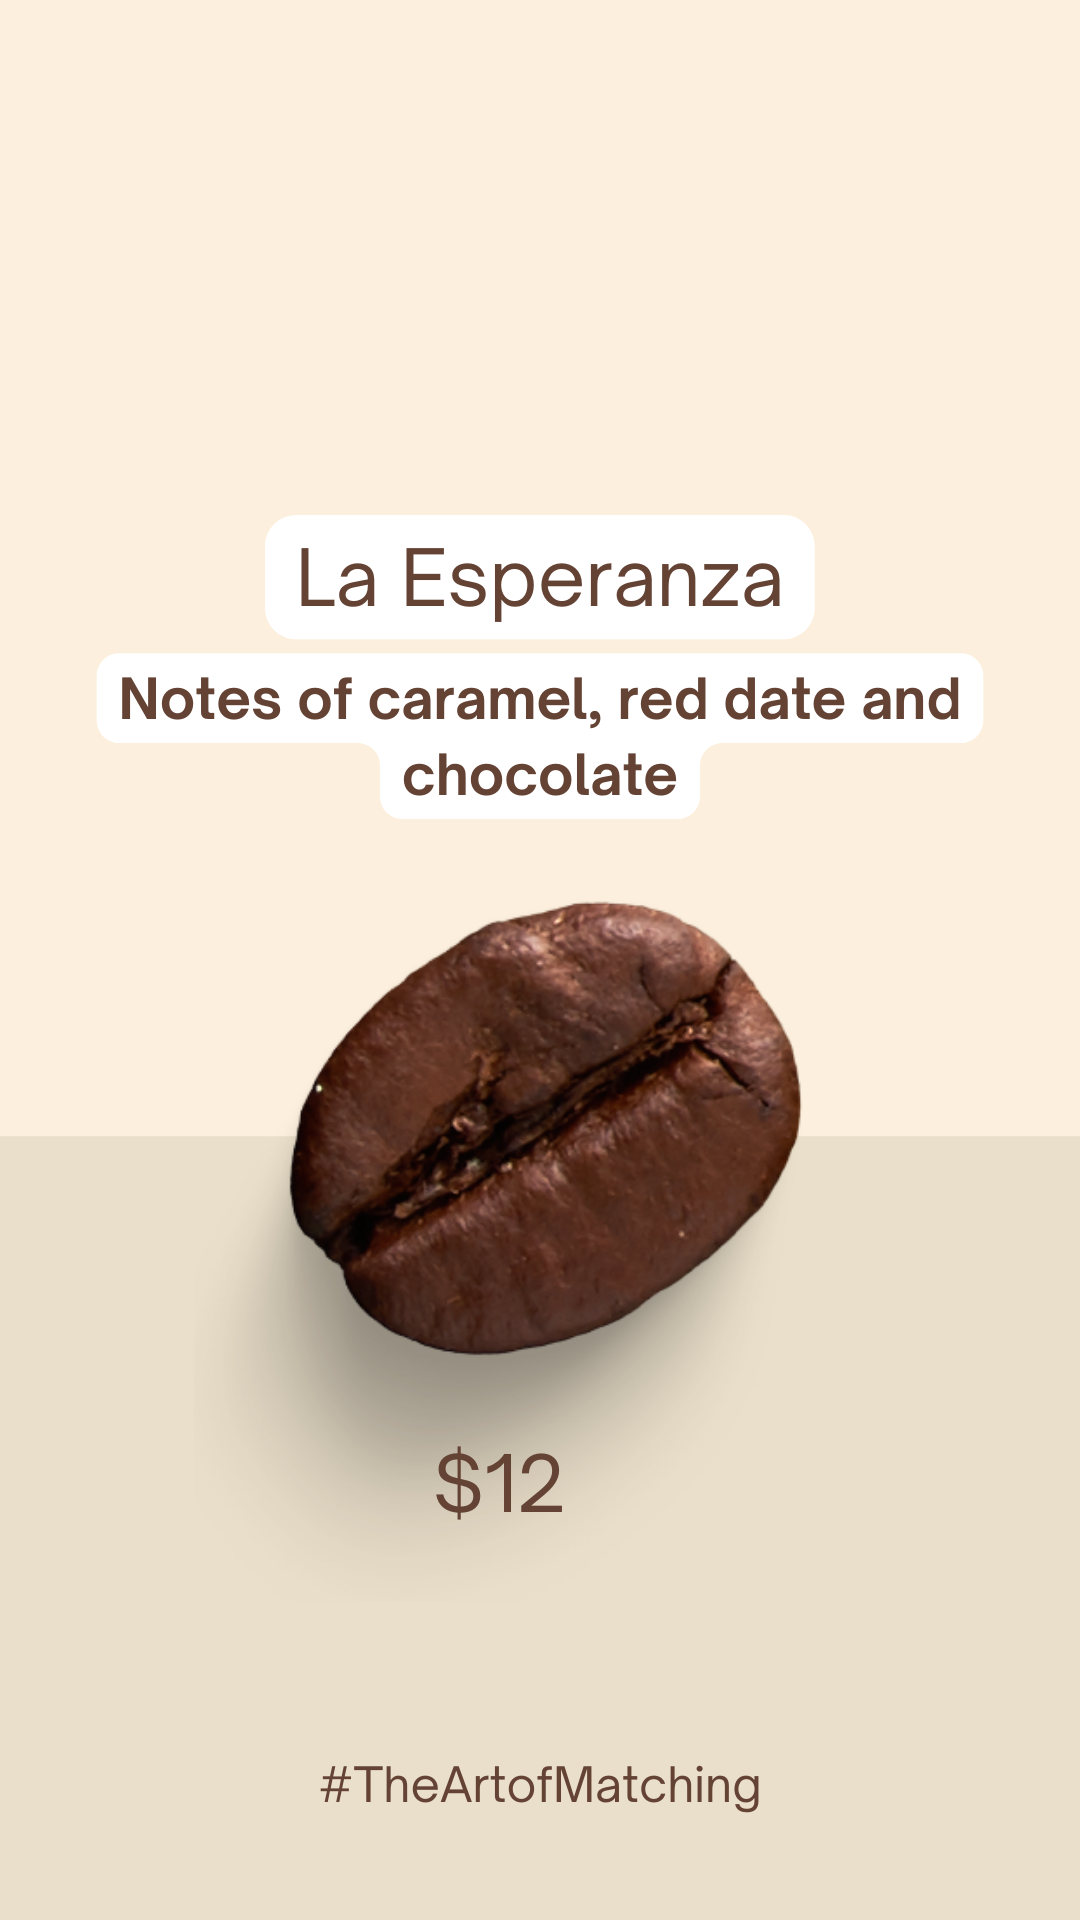 La Esperanza
Notes of caramel, red date and
chocolate
$12
#TheArtofMatching